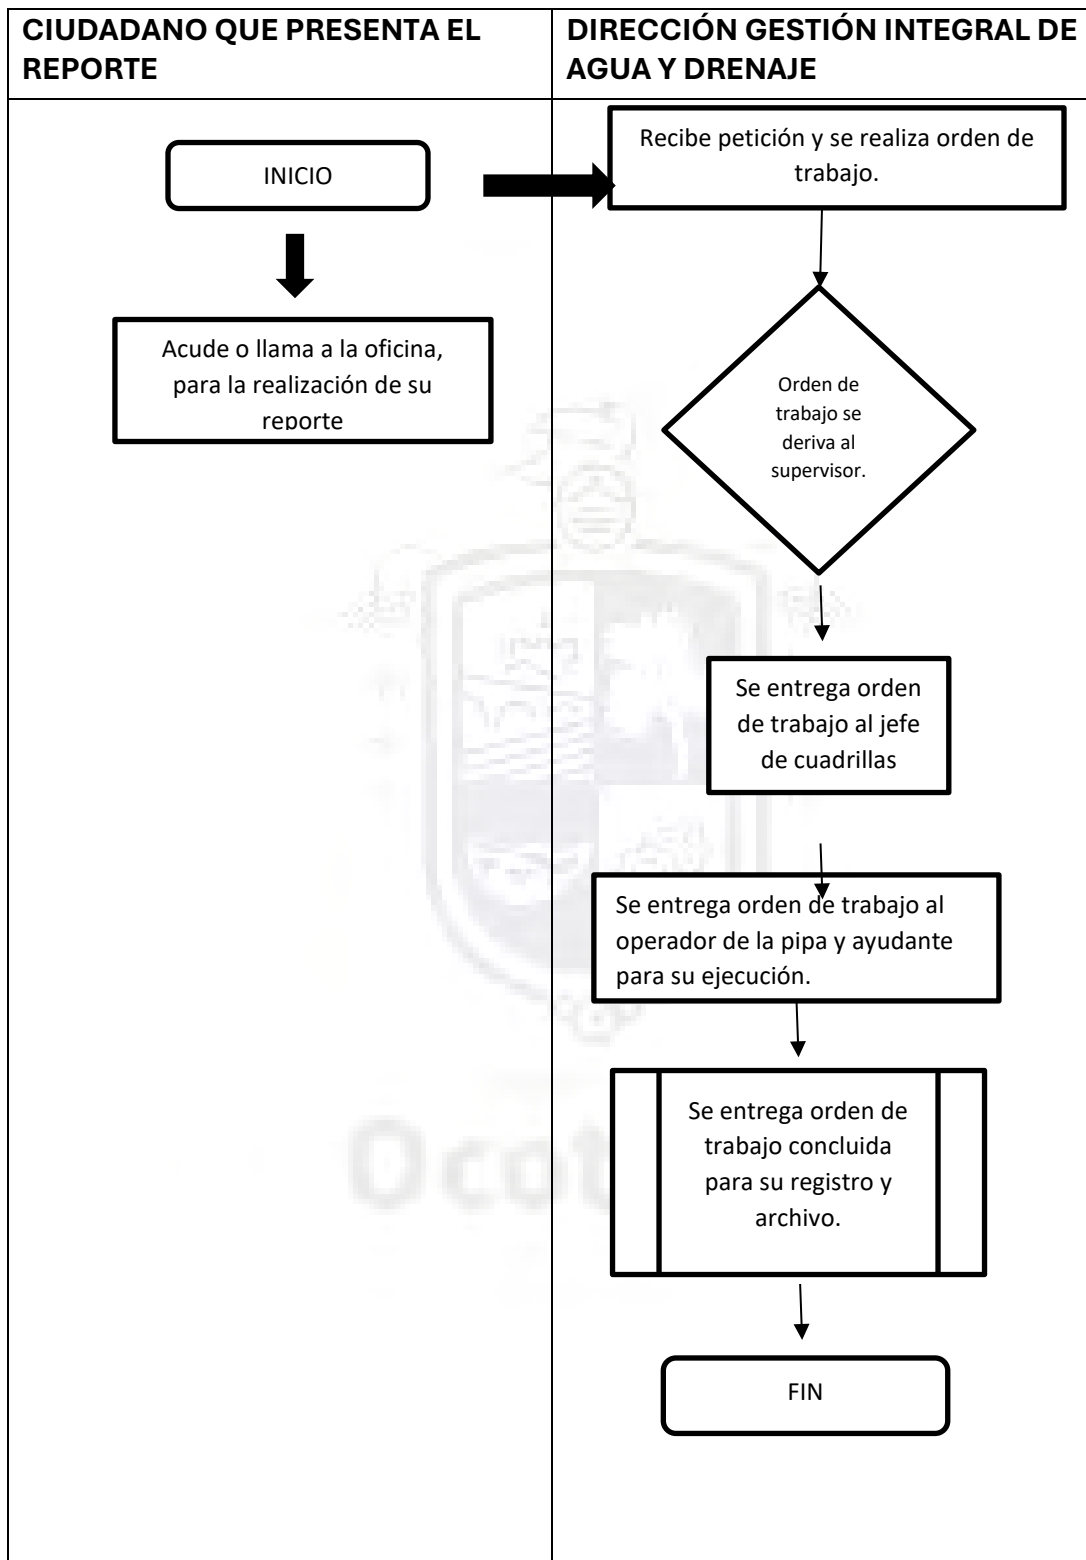 CIUDADANO QUE PRESENTA EL
REPORTE
DIRECCIÓN GESTIÓN INTEGRAL DE
AGUA Y DRENAJE
INICIO
Acude o llama a la oficina,
para la realización de su
reporte
Recibe petición y se realiza orden de
trabajo.
Orden de
trabajo se
deriva al
supervisor.
Se entrega orden
de trabajo al jefe
de cuadrillas
Se entrega orden de trabajo al
operador de la pipa y ayudante
para su ejecución.
Se entrega orden de
trabajo concluida
para su registro y
archivo.
FIN